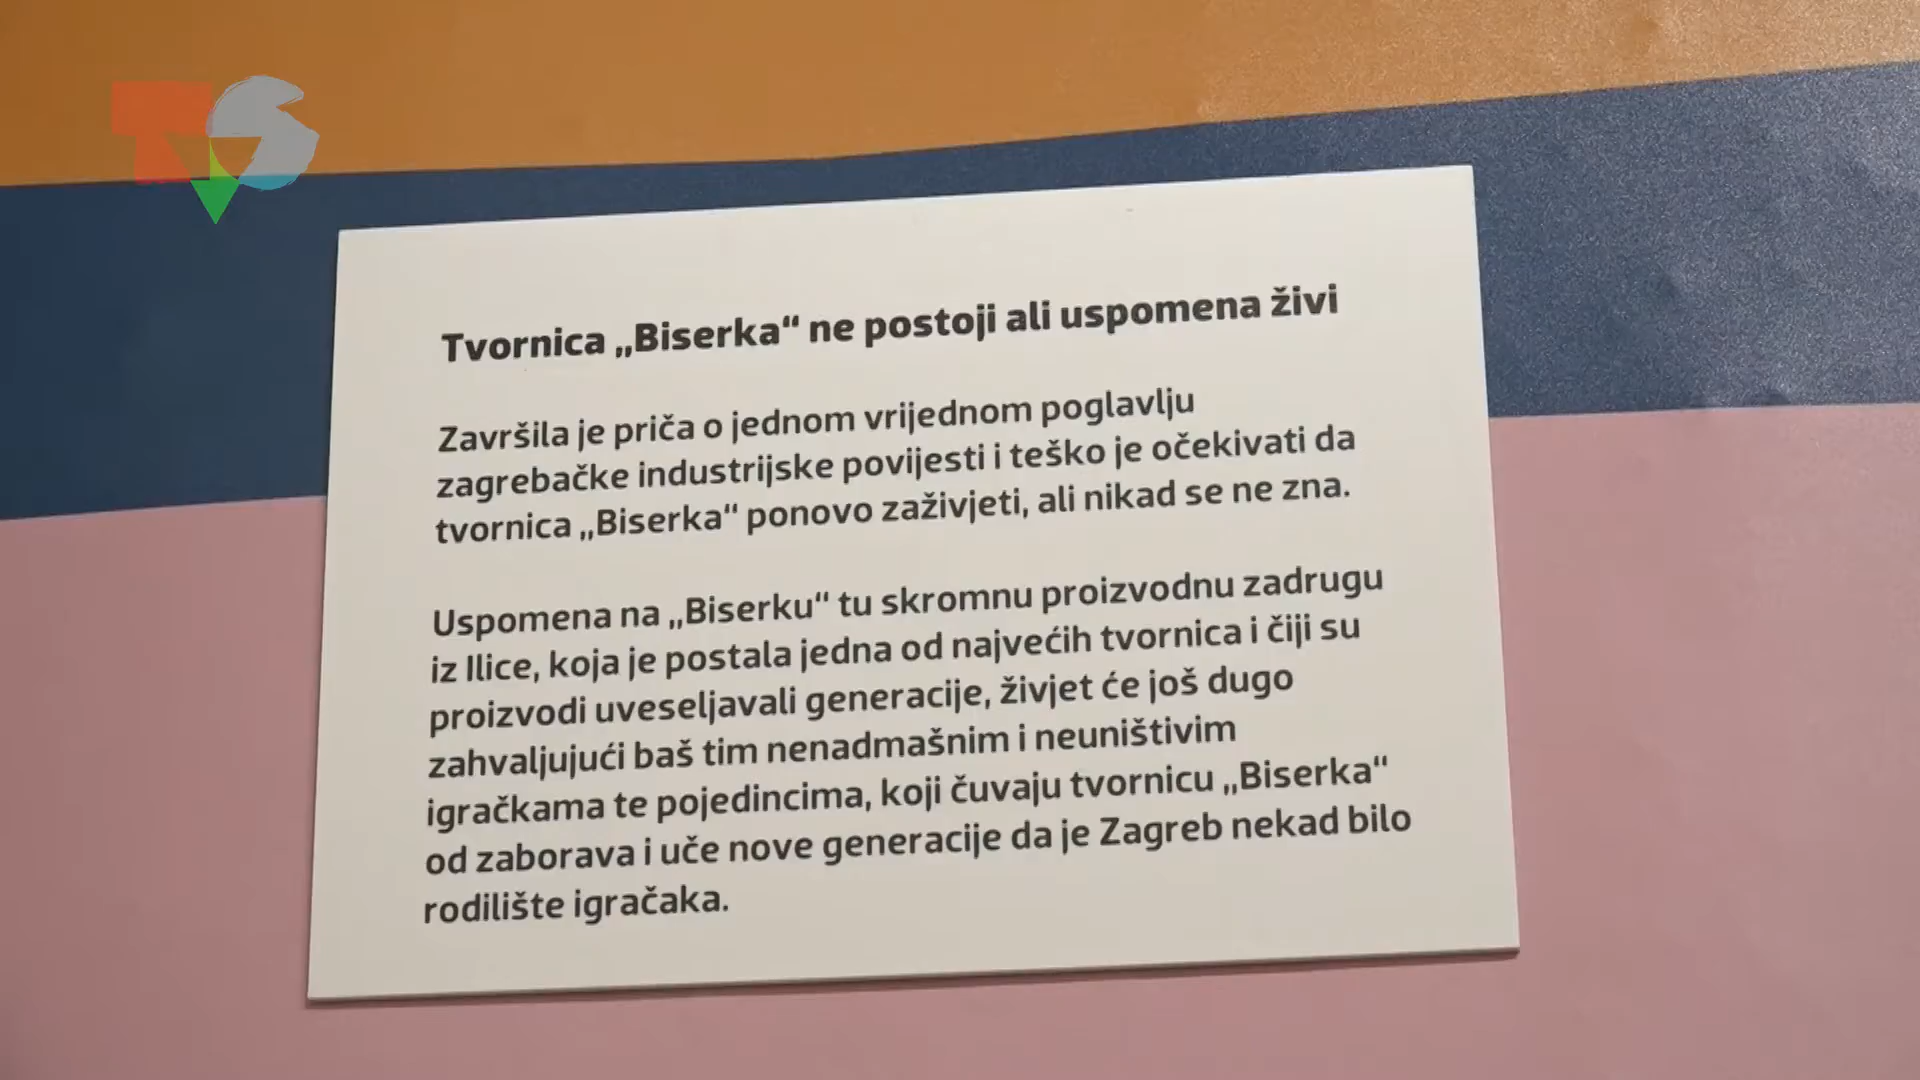 TVS
Tvornica „Biserka“ ne postoji ali uspomena živi
Završila je priča o jednom vrijednom poglavlju
zagrebačke industrijske povijesti i teško je očekivati da
tvornica „Biserka“ ponovo zaživjeti, ali nikad se ne zna.
Uspomena na „Biserku“ tu skromnu proizvodnu zadrugu
iz Ilice, koja je postala jedna od najvećih tvornica i čiji su
proizvodi uveseljavali generacije, živjet će još dugo
zahvaljujući baš tim nenadmašnim i neuništivim
igračkama te pojedincima, koji čuvaju tvornicu „Biserka“
od zaborava i uče nove generacije da je Zagreb nekad bilo
rodilište igračaka.